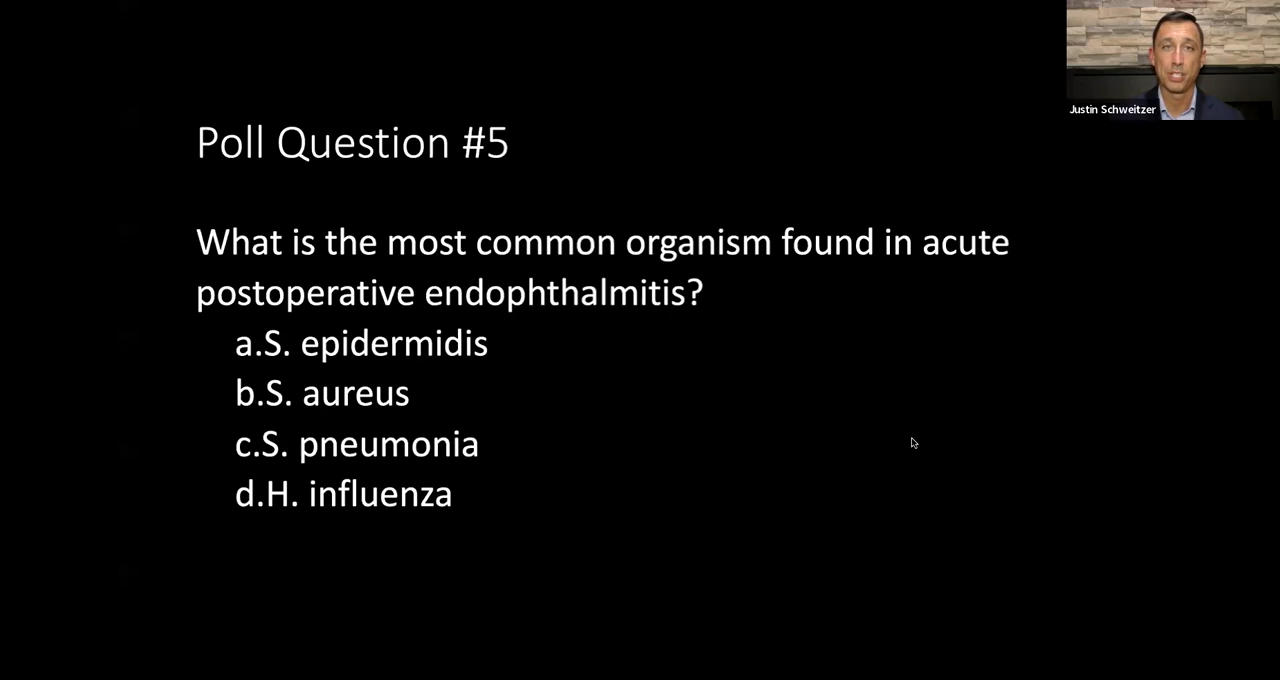 Justin Schweitzer
Poll Question #5
What is the most common organism found in acute
postoperative endophthalmitis?
a.S. epidermidis
b.S. aureus
c.S. pneumonia
d.H. influenza